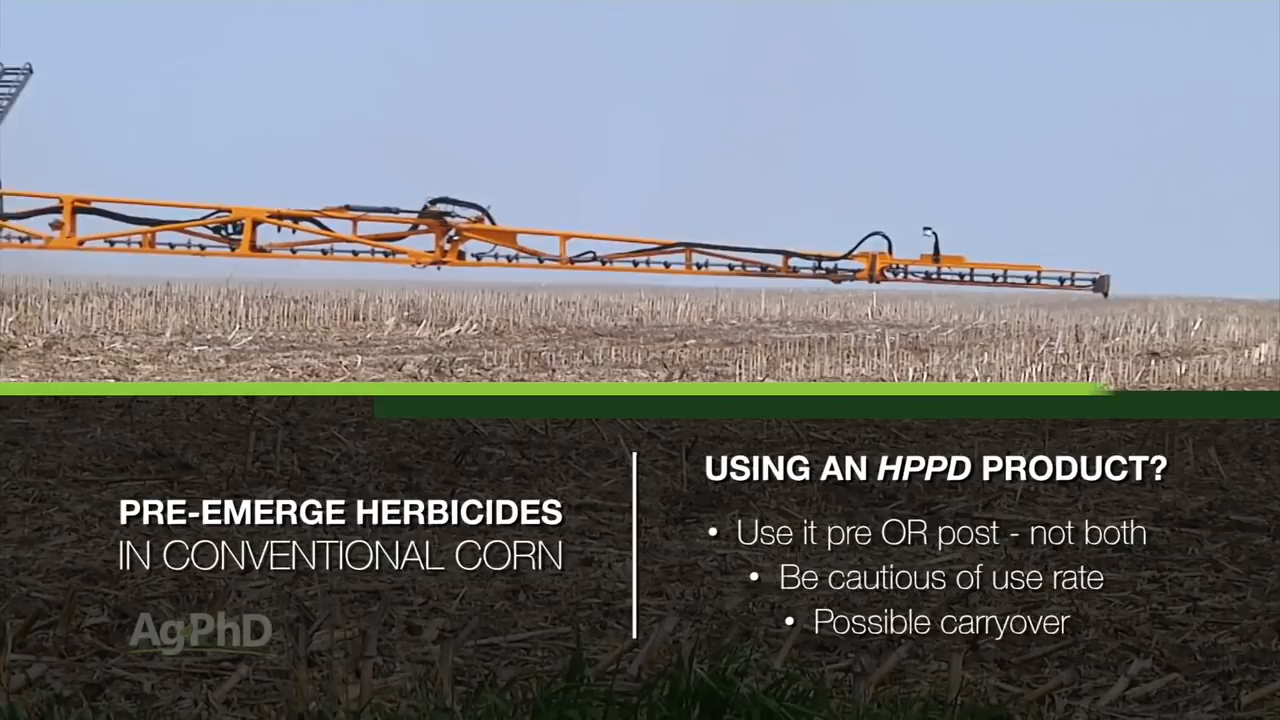 PRE-EMERGE HERBICIDES
IN CONVENTIONAL CORN
AgPhD
USING AN HPPD PRODUCT?
• Use it pre OR post - not both
• Be cautious of use rate
• Possible carryover